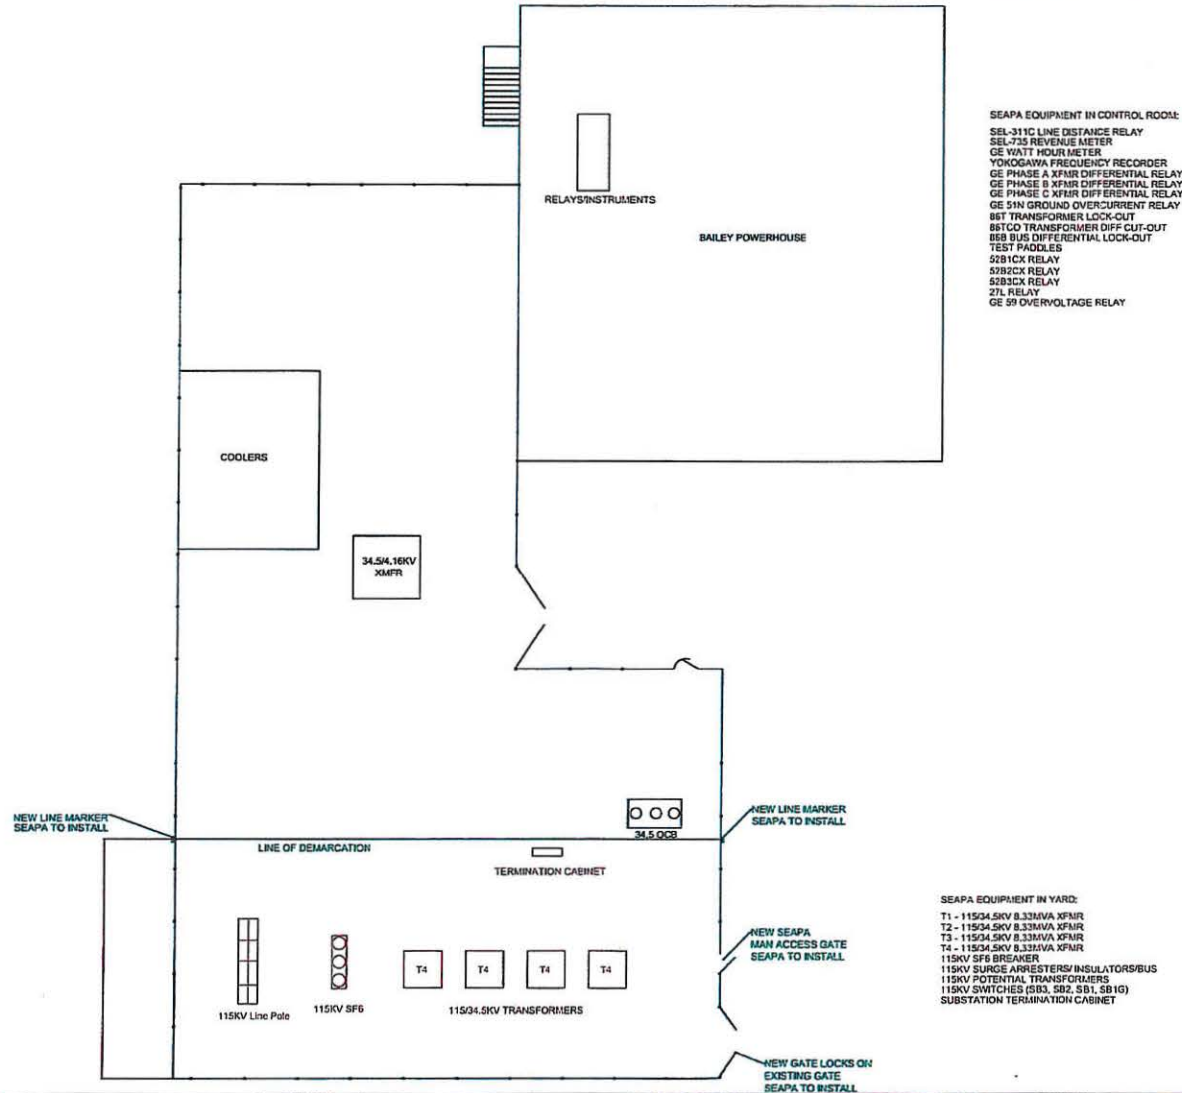 SEAPA EQUIPMENT IN CONTROL ROOM:
SEL-311C LINE DISTANCE RELAY
SEL-735 REVENUE METER
GE WATT HOUR METER
YOKOGAWA FREQUENCY RECORDER
GE PHASE A XFMR DIFFERENTIAL RELAY
GE PHASE B XFMR DIFFERENTIAL RELAY
GE PHASE C XFMR DIFFERENTIAL RELAY
GE 51N GROUND OVERCURRENT RELAY
86T TRANSFORMER LOCK-OUT
86TCO TRANSFORMER DIFF CUT-OUT
86B BUS DIFFERENTIAL LOCK-OUT
TEST PADDLES
52B1CX RELAY
52B2CX RELAY
52B3CX RELAY
27L RELAY
GE 59 OVERVOLTAGE RELAY
RELAYS/INSTRUMENTS
BAILEY POWERHOUSE
COOLERS
34.5/4.16KV
XMFR
NEW LINE MARKER
SEAPA TO INSTALL
NEW LINE MARKER
SEAPA TO INSTALL
34.5 OCB
LINE OF DEMARCATION
TERMINATION CABINET
SEAPA EQUIPMENT IN YARD:
T1 - 115/34.5KV 8.33MVA XFMR
T2 - 115/34.5KV 8.33MVA XFMR
T3 - 115/34.5KV 8.33MVA XFMR
T4 - 115/34.5KV 8.33MVA XFMR
115KV SF6 BREAKER
115KV SURGE ARRESTERS/INSULATORS/BUS
115KV POTENTIAL TRANSFORMERS
115KV SWITCHES (SB3, SB2, SB1, SB1G)
SUBSTATION TERMINATION CABINET
NEW SEAPA
MAN ACCESS GATE
SEAPA TO INSTALL
T4
T4
T4
T4
115KV Line Pole
115KV SF6
115/34.5KV TRANSFORMERS
NEW GATE LOCKS ON
EXISTING GATE
SEAPA TO INSTALL